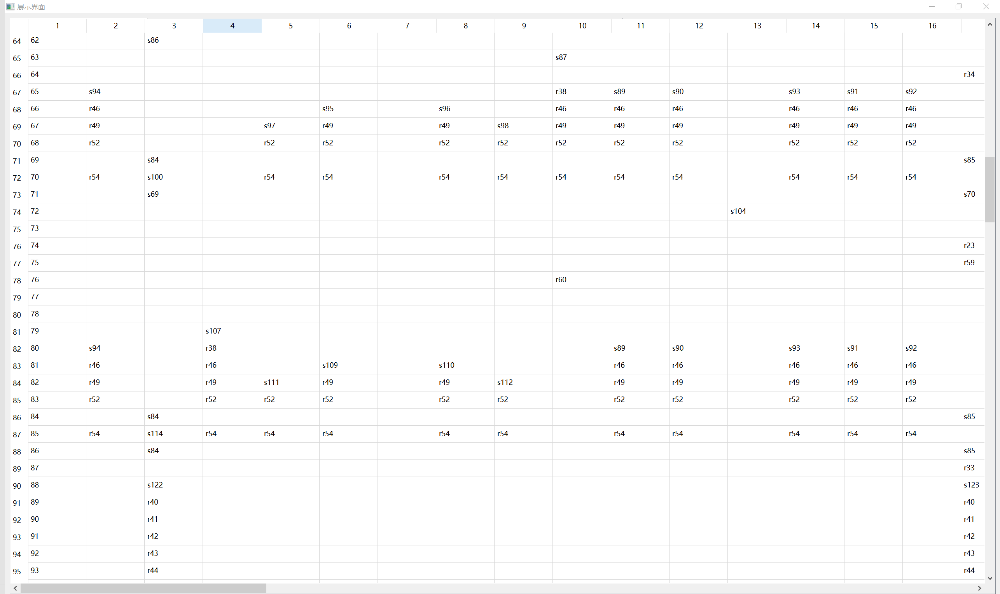 展示界面
1 2 3 4 5 6 7 8 9 10 11 12 13 14 15 16
64 62 s86
65 63 s87
66 64 r34
67 65 s94 r38 s89 s90 s93 s91 s92
68 66 r46 s95 s96 r46 r46 r46 r46 r46 r46
69 67 r49 s97 r49 r49 s98 r49 r49 r49 r49 r49 r49
70 68 r52 r52 r52 r52 r52 r52 r52 r52 r52 r52 r52
71 69 s84 s85
72 70 r54 s100 r54 r54 r54 r54 r54 r54 r54 r54 r54 r54
73 71 s69 s70
74 72 s104
75 73
76 74 r23
77 75 r59
78 76 r60
79 77
80 78
81 79 s107
82 80 s94 r38 s89 s90 s93 s91 s92
83 81 r46 r46 s109 s110 r46 r46 r46 r46 r46
84 82 r49 r49 s111 r49 r49 s112 r49 r49 r49 r49 r49
85 83 r52 r52 r52 r52 r52 r52 r52 r52 r52 r52 r52
86 84 s84 s85
87 85 r54 s114 r54 r54 r54 r54 r54 r54 r54 r54 r54 r54
88 86 s84 s85
89 87 r33
90 88 s122 s123
91 89 r40 r40
92 90 r41 r41
93 91 r42 r42
94 92 r43 r43
95 93 r44 r44